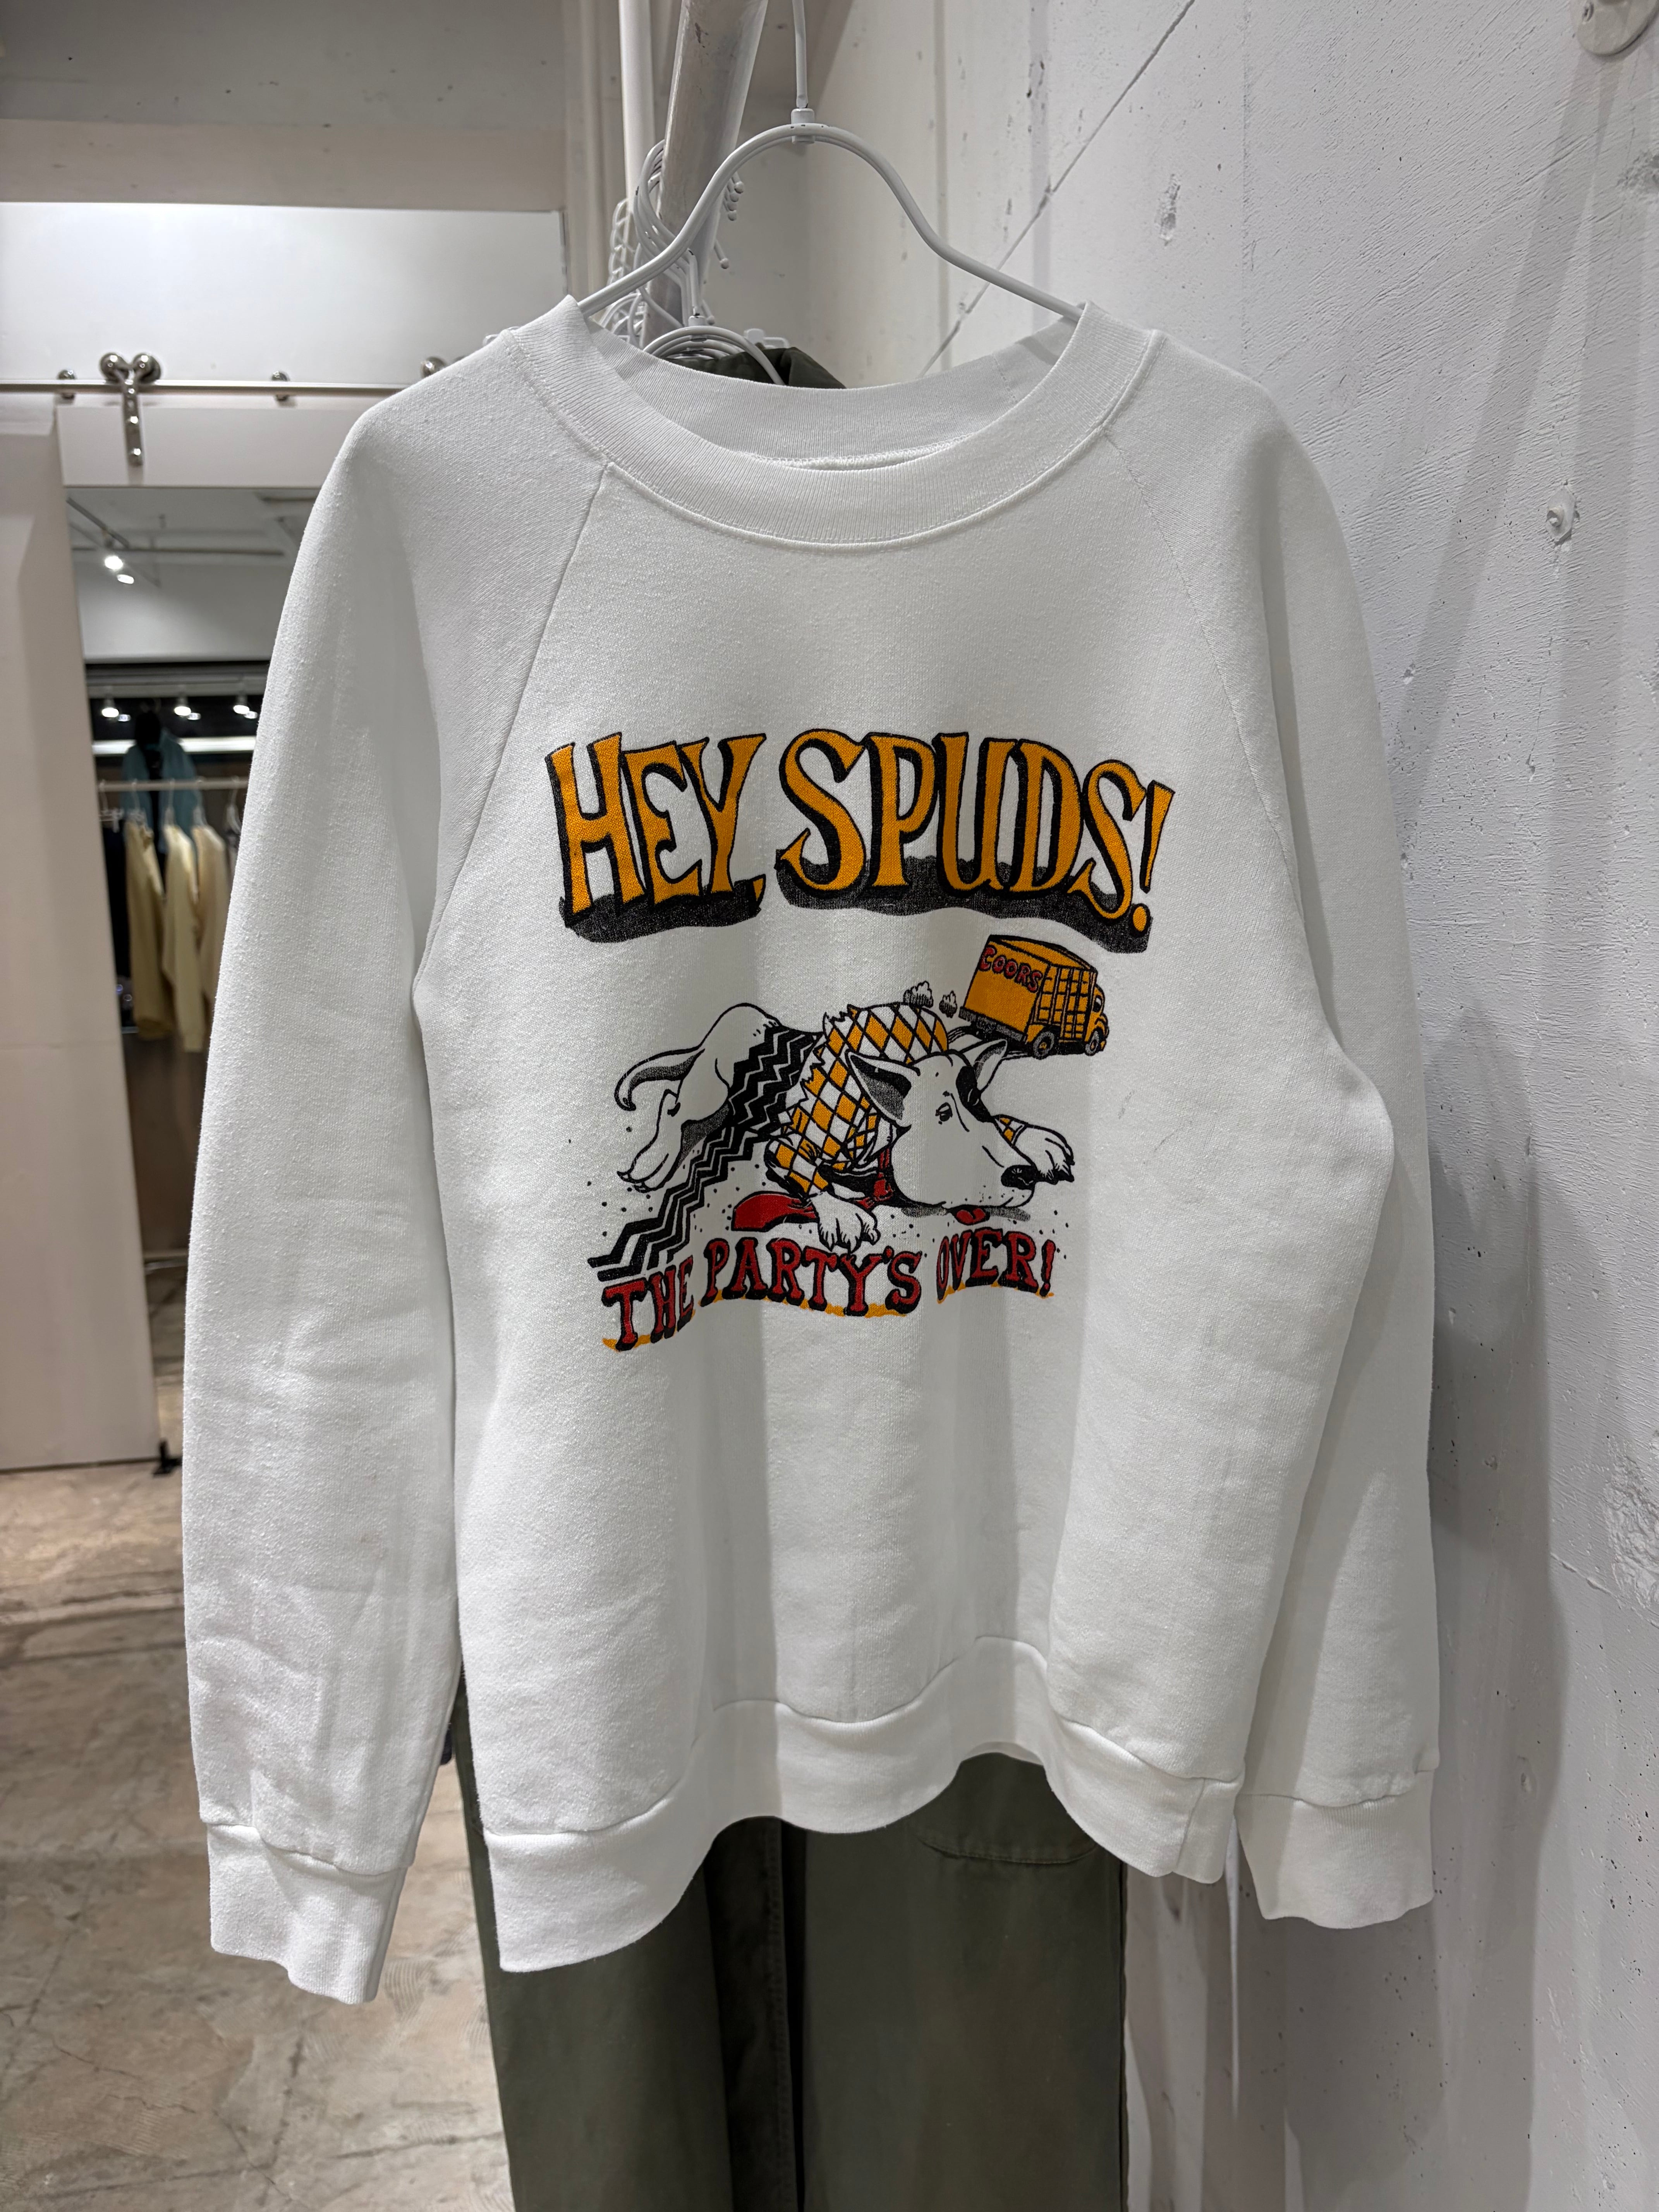 HEY, SPUDS!
COORS
THE PARTY'S OVER!